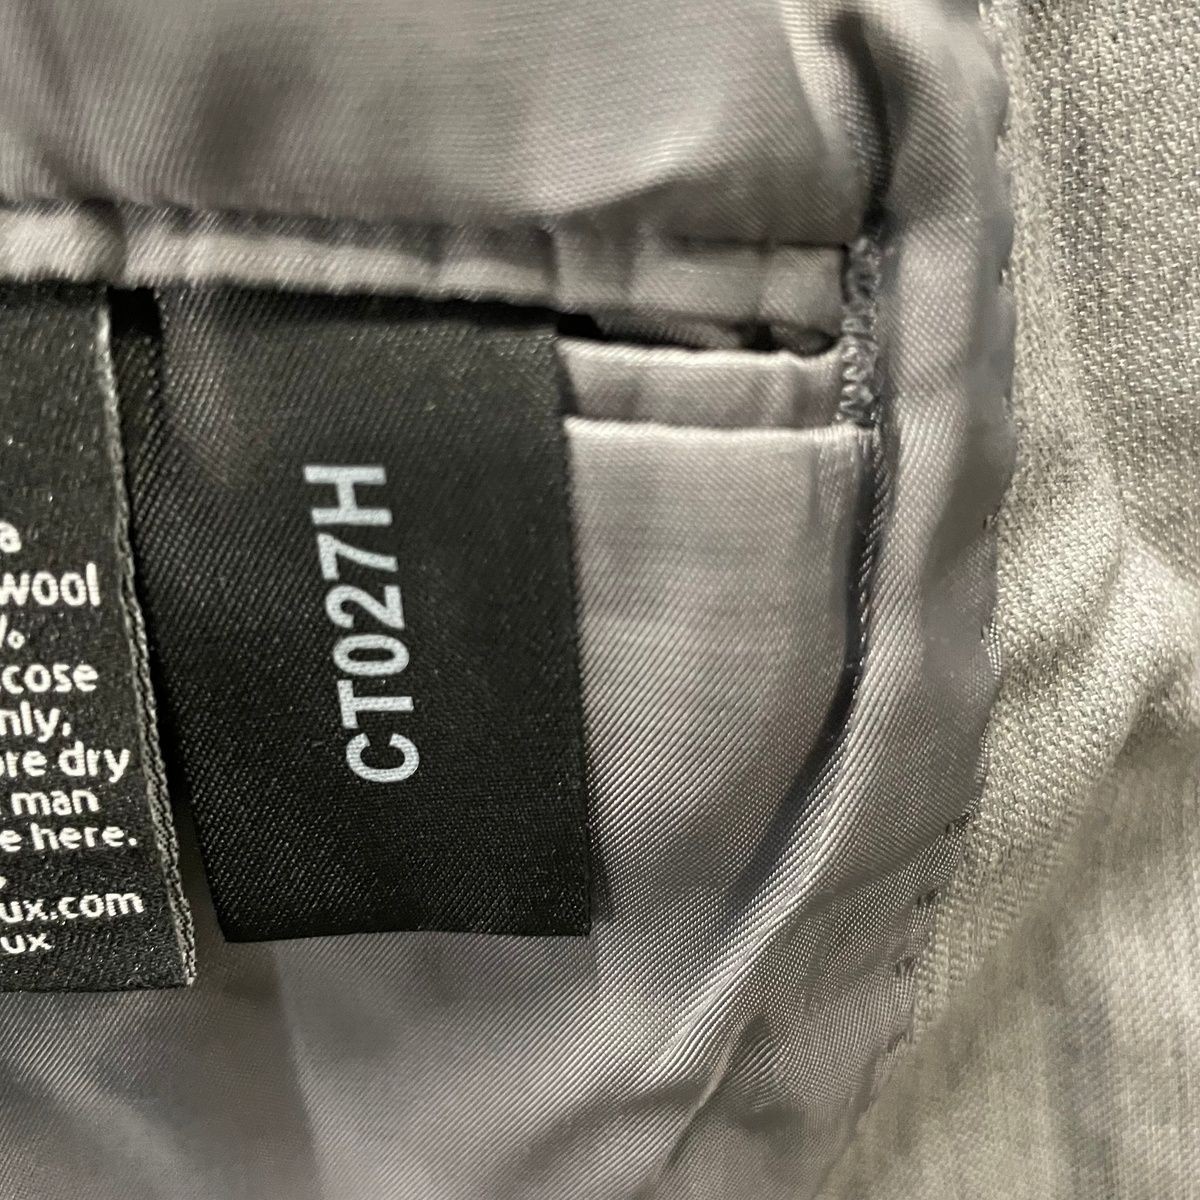 a
wool
%
cose
nly,
ore dry
man
e here.
ux.com
ux
CT027H